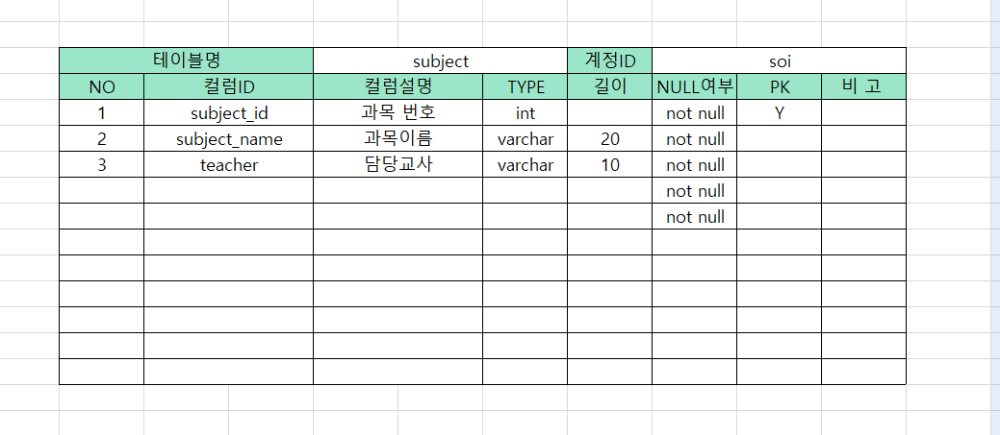 테이블명 subject 계정ID soi
NO 컬럼ID 컬럼설명 TYPE 길이 NULL여부 PK 비 고
1 subject_id 과목 번호 int not null Y
2 subject_name 과목이름 varchar 20 not null
3 teacher 담당교사 varchar 10 not null
not null
not null